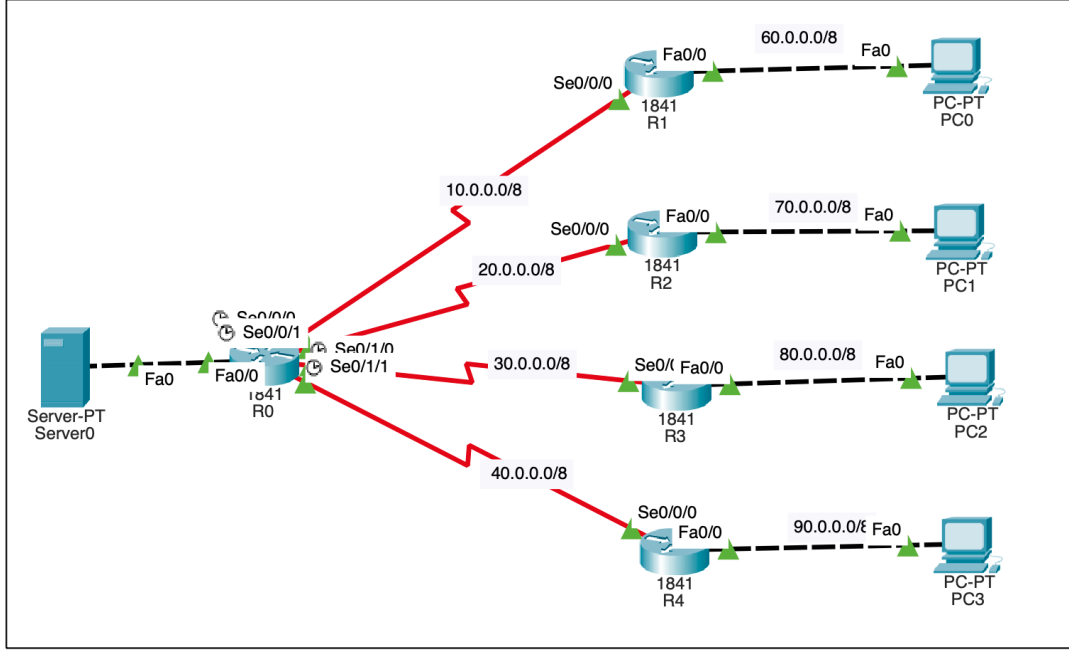 60.0.0.0/8
Fa0/0
Fa0
Se0/0/0
1841
R1
PC-PT
PC0
10.0.0.0/8
70.0.0.0/8
Fa0/0
Fa0
Se0/0/0
1841
R2
PC-PT
PC1
20.0.0.0/8
Se0/0/0
Se0/0/1
Se0/1/0
Se0/1/1
Fa0
Fa0/0
1841
R0
Server-PT
Server0
30.0.0.0/8
80.0.0.0/8
Se0/(
Fa0/0
Fa0
1841
R3
PC-PT
PC2
40.0.0.0/8
Se0/0/0
90.0.0.0/8
Fa0/0
Fa0
1841
R4
PC-PT
PC3